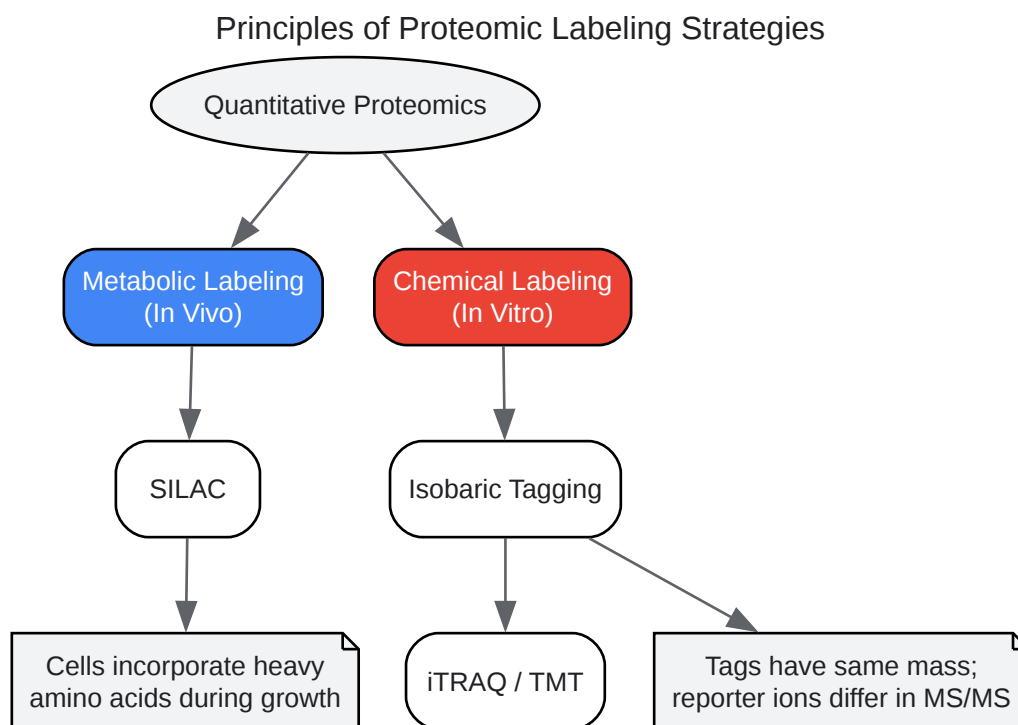 Principles of Proteomic Labeling Strategies
Quantitative Proteomics
Metabolic Labeling
(In Vivo)
Chemical Labeling
(In Vitro)
SILAC
Isobaric Tagging
Cells incorporate heavy
amino acids during growth
iTRAQ / TMT
Tags have same mass;
reporter ions differ in MS/MS